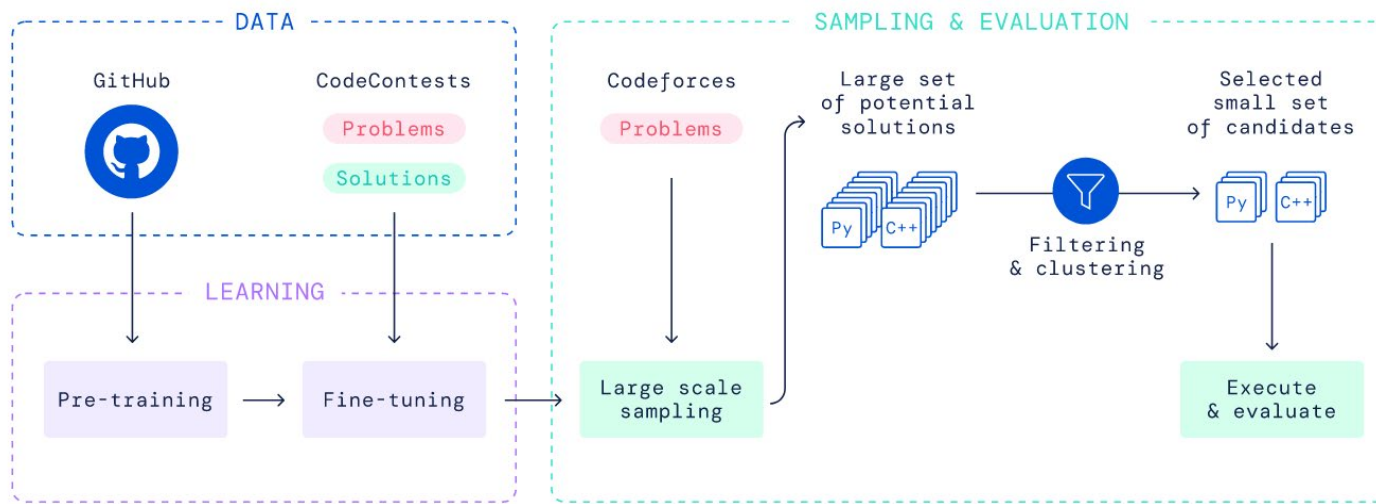 DATA
GitHub
CodeContests
Problems
Solutions
LEARNING
Pre-training
Fine-tuning
SAMPLING & EVALUATION
Codeforces
Problems
Large scale
sampling
Large set
of potential
solutions
Py
C++
Filtering
& clustering
Selected
small set
of candidates
Py
C++
Execute
& evaluate